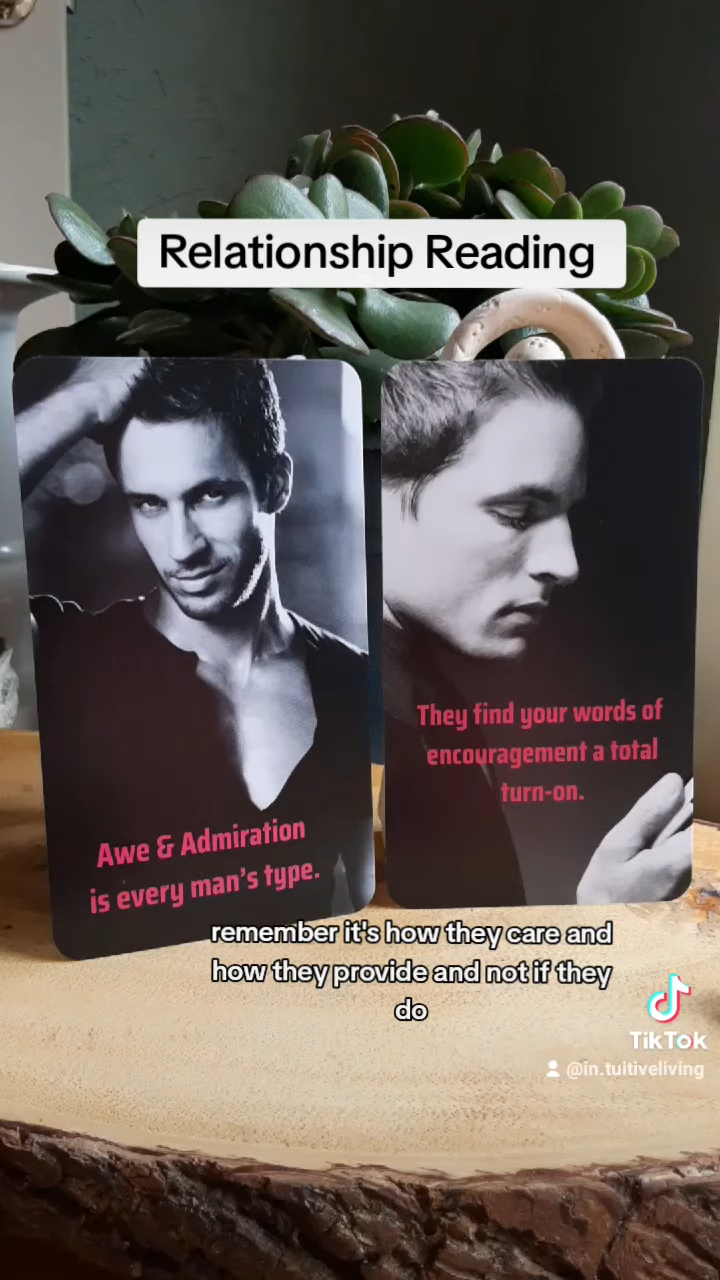 Relationship Reading
Awe & Admiration
is every man's type.
They find your words of
encouragement a total
turn-on.
remember it's how they care and
how they provide and not if they
do
TikTok
@in.tuitiveliving